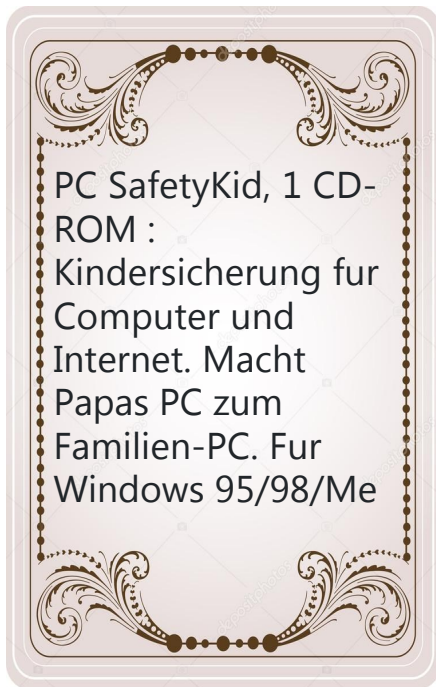 PC SafetyKid, 1 CD-
ROM :
Kindersicherung fur
Computer und
Internet. Macht
Papas PC zum
Familien-PC. Fur
Windows 95/98/Me